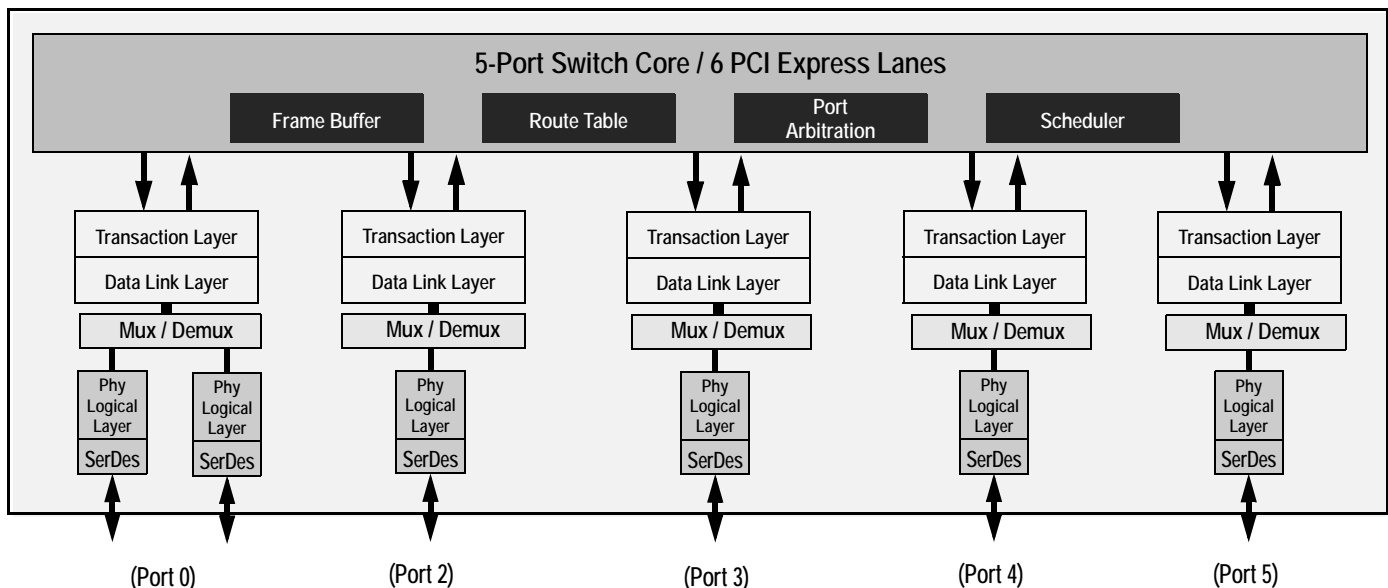 5-Port Switch Core / 6 PCI Express Lanes
Frame Buffer
Route Table
Port
Arbitration
Scheduler
Transaction Layer
Transaction Layer
Transaction Layer
Transaction Layer
Transaction Layer
Data Link Layer
Data Link Layer
Data Link Layer
Data Link Layer
Data Link Layer
Mux / Demux
Mux / Demux
Mux / Demux
Mux / Demux
Mux / Demux
Phy
Logical
Layer
SerDes
Phy
Logical
Layer
SerDes
Phy
Logical
Layer
SerDes
Phy
Logical
Layer
SerDes
Phy
Logical
Layer
SerDes
Phy
Logical
Layer
SerDes
(Port 0)
(Port 2)
(Port 3)
(Port 4)
(Port 5)